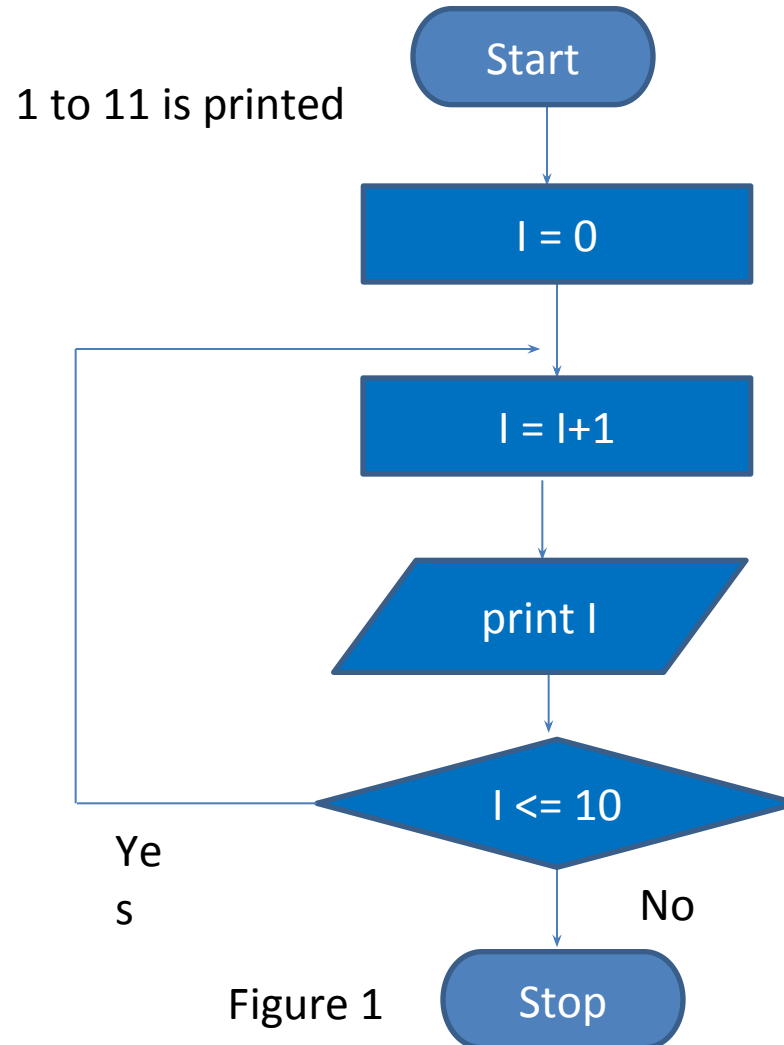 Start
1 to 11 is printed
I = 0
I = I+1
print I
I <= 10
Ye
s
No
Figure 1
Stop